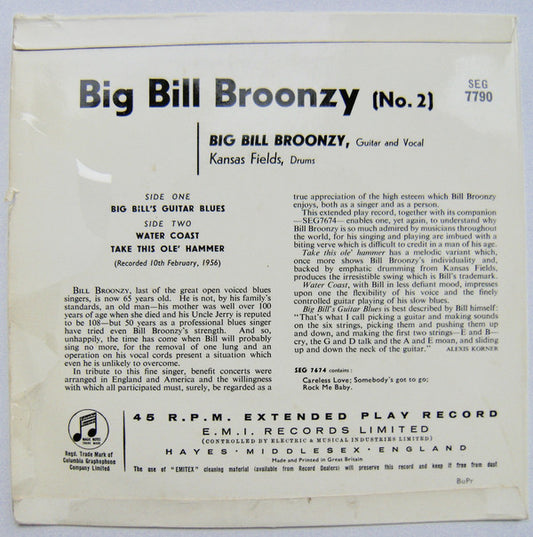 Big Bill Broonzy (No. 2)
SEG
7790
BIG BILL BROONZY, Guitar and Vocal
Kansas Fields, Drums
SIDE ONE
BIG BILL'S GUITAR BLUES
SIDE TWO
WATER COAST
TAKE THIS OLE' HAMMER
(Recorded 10th February, 1956)
BILL BROONZY, last of the great open voiced blues
singers, is now 65 years old. He is not, by his family's
standards, an old man—his mother was well over 100
years of age when she died and his Uncle Jerry is reputed
to be 108—but 50 years as a professional blues singer
have tried even Bill Broonzy's strength. And so,
unhappily, the time has come when Bill will probably
sing no more, for the removal of one lung and an
operation on his vocal cords present a situation which
even he is unlikely to overcome.
In tribute to this fine singer, benefit concerts were
arranged in England and America and the willingness
with which all participated must, surely, be regarded as a
true appreciation of the high esteem which Bill Broonzy
enjoys, both as a singer and as a person.
This extended play record, together with its companion
—SEG7674—enables one, yet again, to understand why
Bill Broonzy is so much admired by musicians throughout
the world, for his singing and playing are imbued with a
biting verve which is difficult to credit in a man of his age.
Take this ole' hammer has a melodic variant which,
once more shows Bill Broonzy's individuality and,
backed by emphatic drumming from Kansas Fields,
produces the irresistible swing which is Bill's trademark.
Water Coast, with Bill in less defiant mood, impresses
upon one the flexibility of his voice and the finely
controlled guitar playing of his slow blues.
Big Bill's Guitar Blues is best described by Bill himself:
"That's what I call picking a guitar and making sounds
on the six strings, picking them and pushing them up
and down, and making the first two strings—E and B—
cry, the G and D talk and the A and E moan, and sliding
up and down the neck of the guitar." ALEXIS KORNER
SEG 7674 contains :
Careless Love; Somebody's got to go;
Rock Me Baby.
45 R.P.M. EXTENDED PLAY RECORD
E.M.I. RECORDS LIMITED
(CONTROLLED BY ELECTRIC & MUSICAL INDUSTRIES LIMITED)
HAYES · MIDDLESEX · ENGLAND
Made and Printed in Great Britain
MAGIC NOTES
Regd. Trade Mark of
Columbia Graphophone
Company Limited
The use of "EMITEX" cleaning material (available from Record Dealers) will preserve this record and keep it free from dust
BuPr